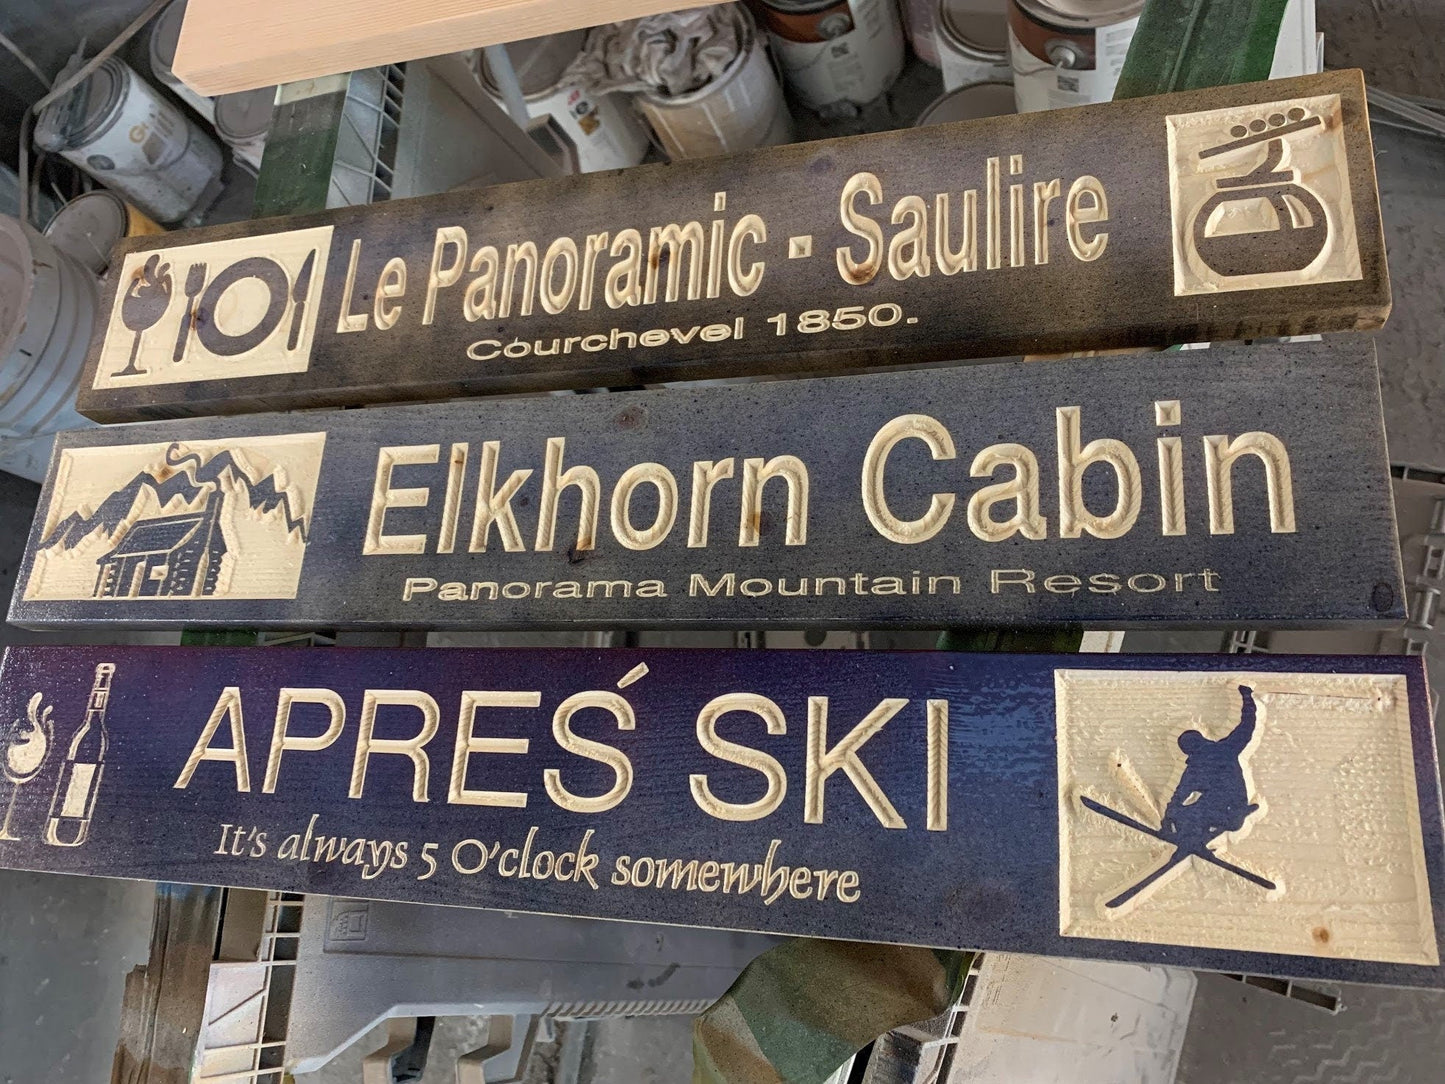 Le Panoramic - Saulire
Courchevel 1850.
Elkhorn Cabin
Panorama Mountain Resort
APREŚ SKI
It's always 5 O'clock somewhere